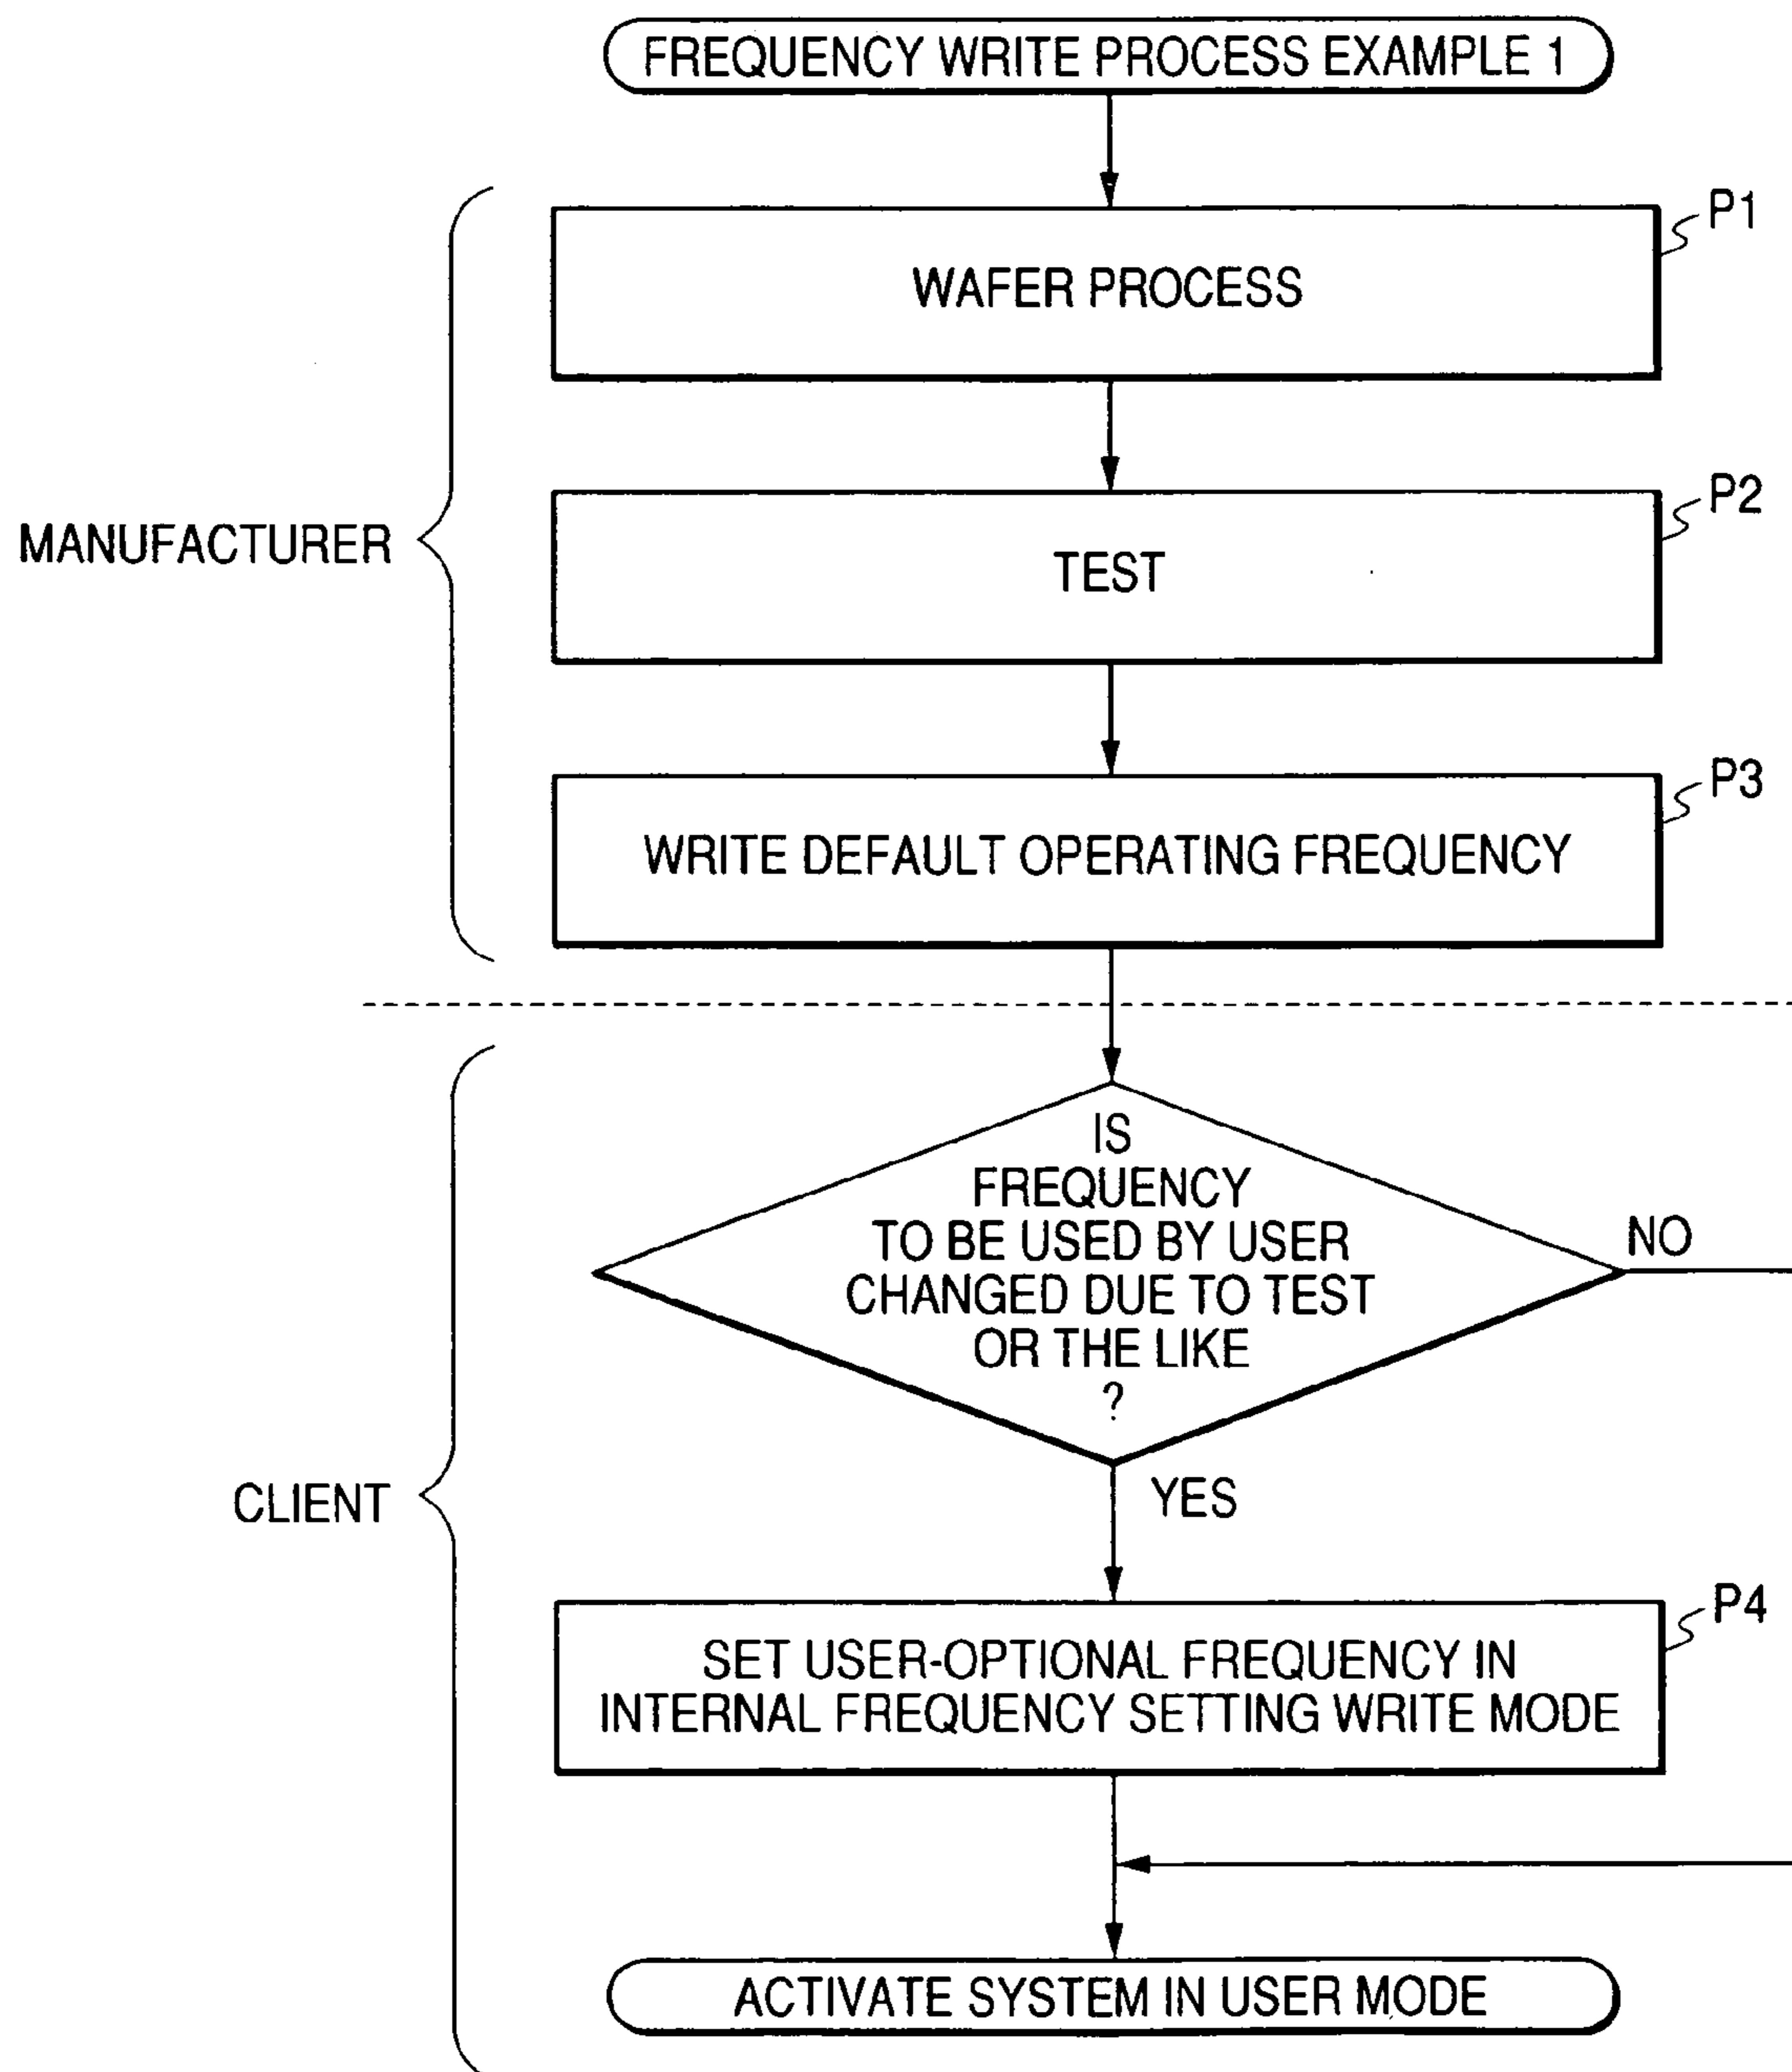 FREQUENCY WRITE PROCESS EXAMPLE 1
P1
WAFER PROCESS
P2
MANUFACTURER
TEST
P3
WRITE DEFAULT OPERATING FREQUENCY
IS
FREQUENCY
TO BE USED BY USER
CHANGED DUE TO TEST
OR THE LIKE
?
NO
CLIENT
YES
P4
SET USER-OPTIONAL FREQUENCY IN
INTERNAL FREQUENCY SETTING WRITE MODE
ACTIVATE SYSTEM IN USER MODE